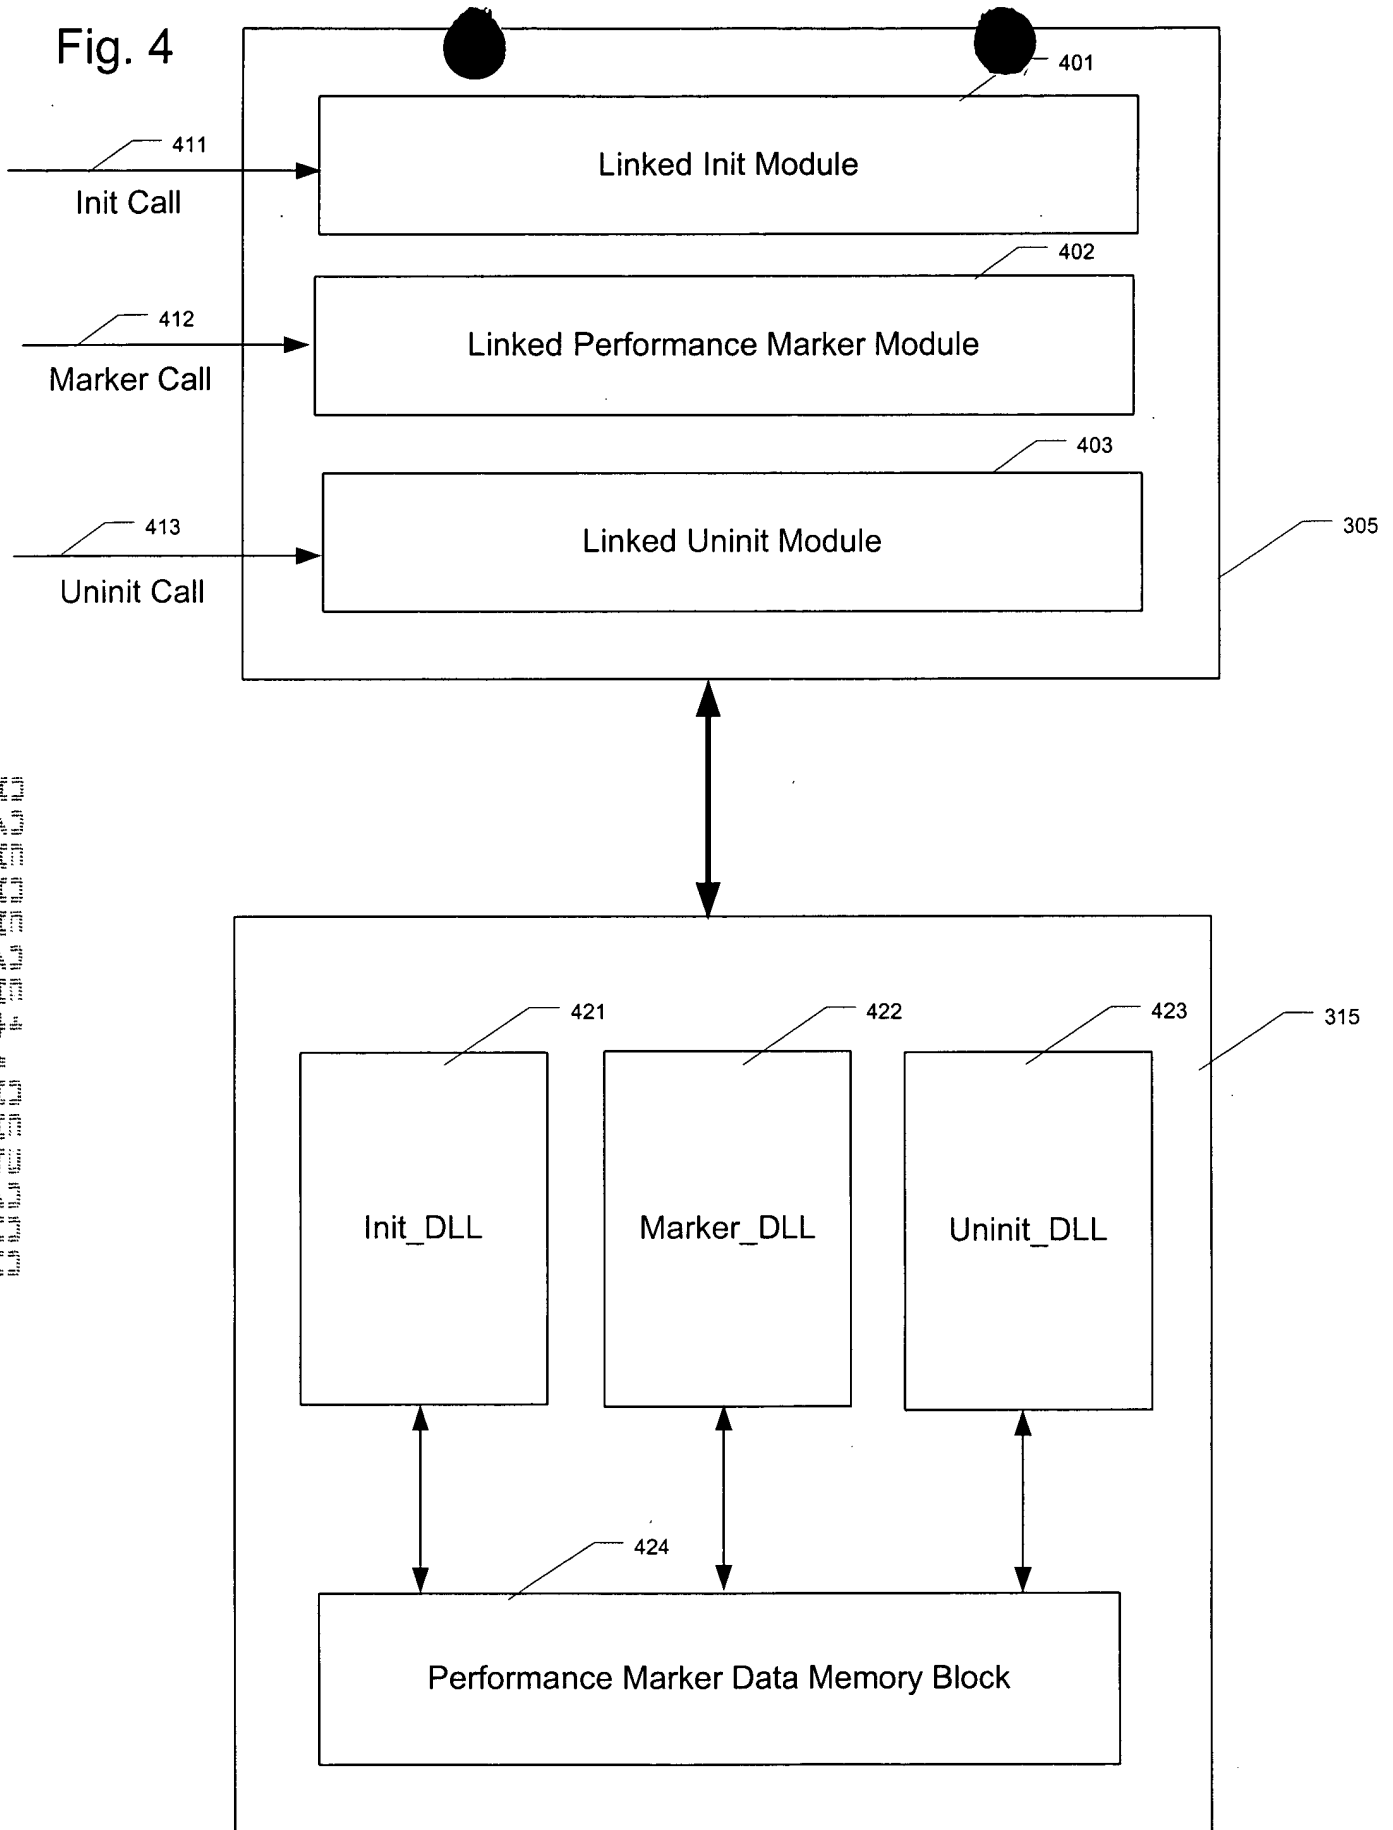 Fig. 4
401
Linked Init Module
411
Init Call
402
Linked Performance Marker Module
412
Marker Call
403
Linked Uninit Module
413
Uninit Call
305
421
422
423
315
Init_DLL
Marker_DLL
Uninit_DLL
424
Performance Marker Data Memory Block